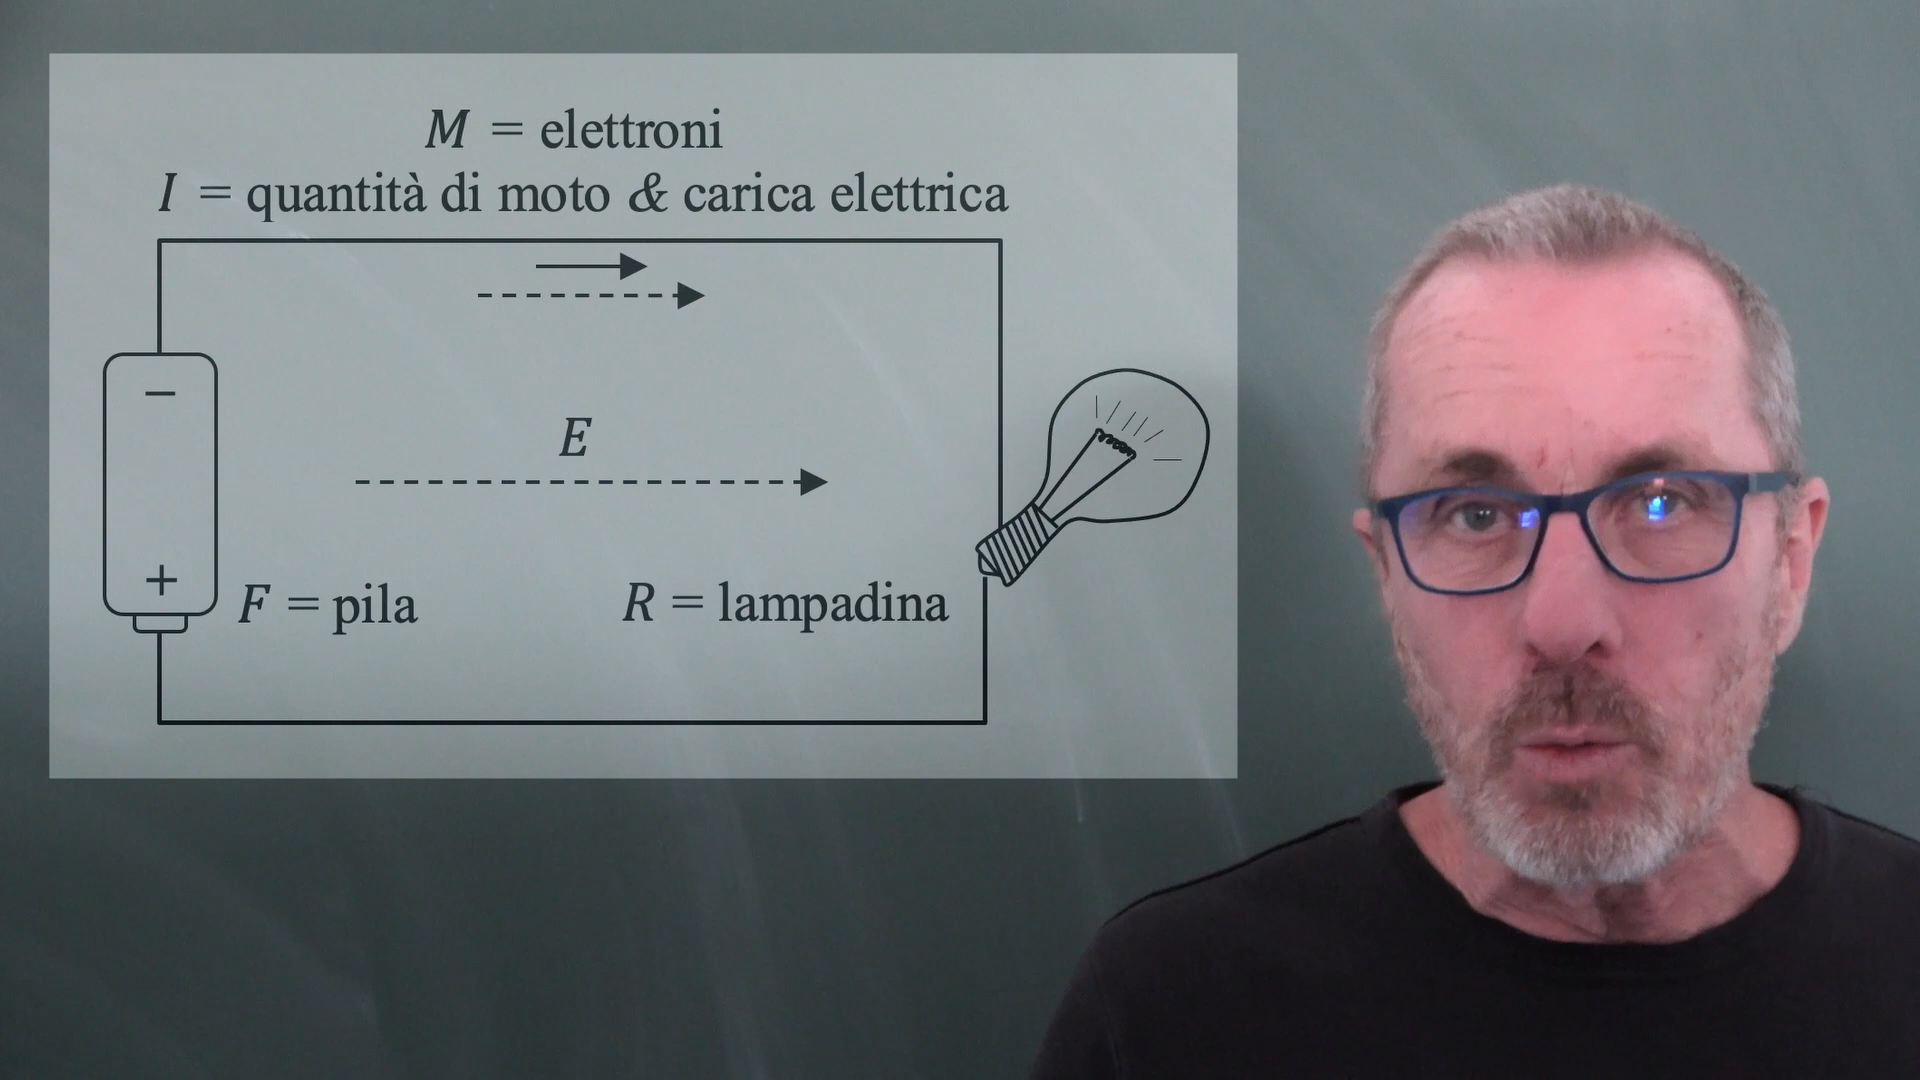 M = elettroni
I = quantità di moto & carica elettrica
−
E
+
F = pila
R = lampadina